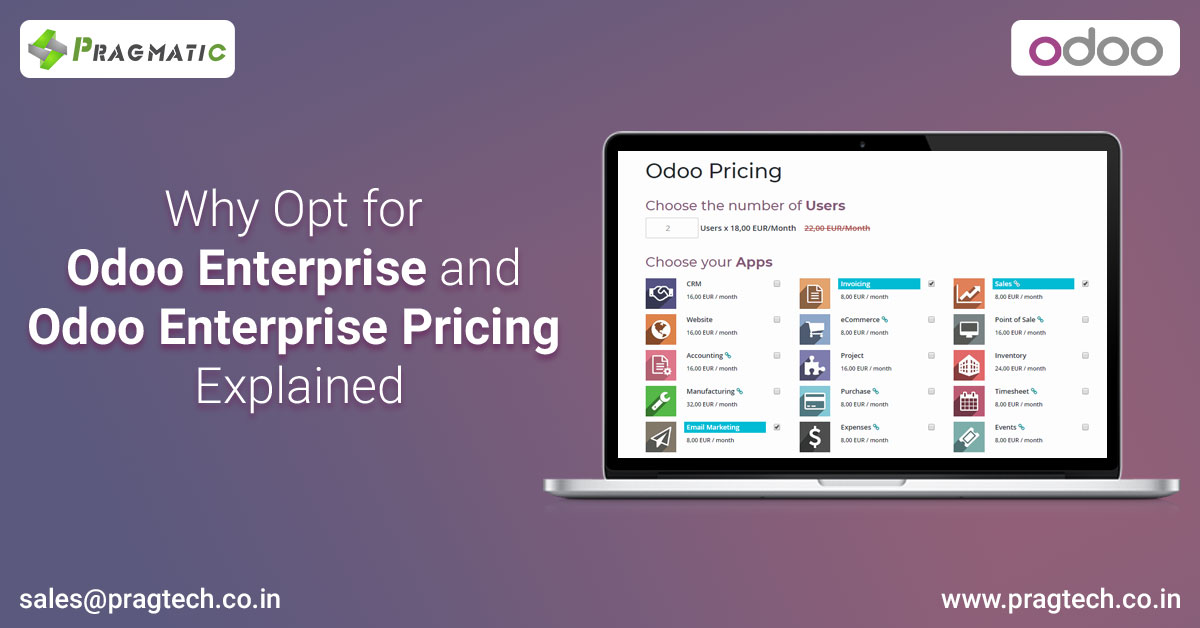 PRAGMATIC
odoo
Why Opt for
Odoo Enterprise and
Odoo Enterprise Pricing
Explained
Odoo Pricing
Choose the number of Users
2 Users x 18,00 EUR/Month 22,00 EUR/Month
Choose your Apps
CRM
16,00 EUR / month
Invoicing
8,00 EUR / month
Sales
8,00 EUR / month
Website
16,00 EUR / month
eCommerce
8,00 EUR / month
Point of Sale
16,00 EUR / month
Accounting
16,00 EUR / month
Project
16,00 EUR / month
Inventory
24,00 EUR / month
Manufacturing
32,00 EUR / month
Purchase
8,00 EUR / month
Timesheet
8,00 EUR / month
Email Marketing
8,00 EUR / month
Expenses
8,00 EUR / month
Events
8,00 EUR / month
sales@pragtech.co.in
www.pragtech.co.in